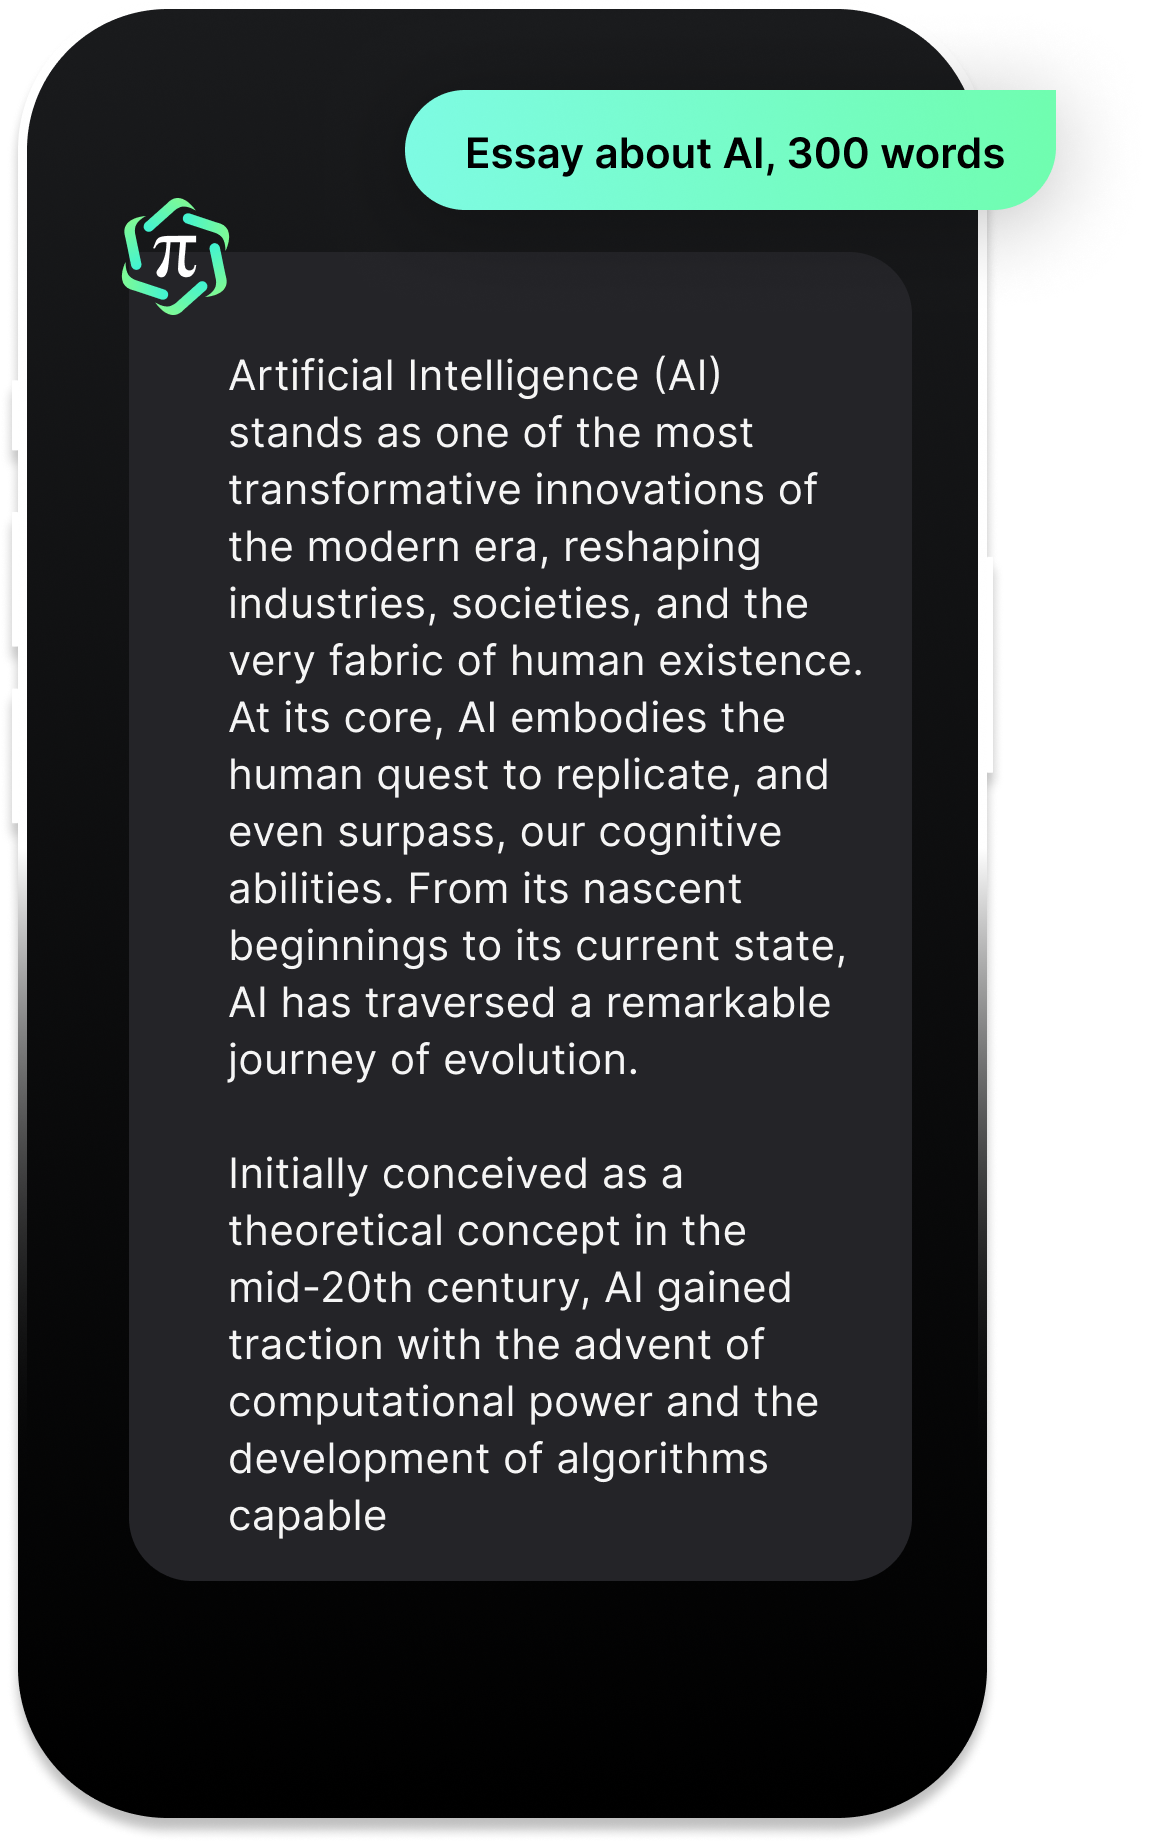 Essay about AI, 300 words
π
Artificial Intelligence (AI)
stands as one of the most
transformative innovations of
the modern era, reshaping
industries, societies, and the
very fabric of human existence.
At its core, AI embodies the
human quest to replicate, and
even surpass, our cognitive
abilities. From its nascent
beginnings to its current state,
AI has traversed a remarkable
journey of evolution.
Initially conceived as a
theoretical concept in the
mid-20th century, AI gained
traction with the advent of
computational power and the
development of algorithms
capable